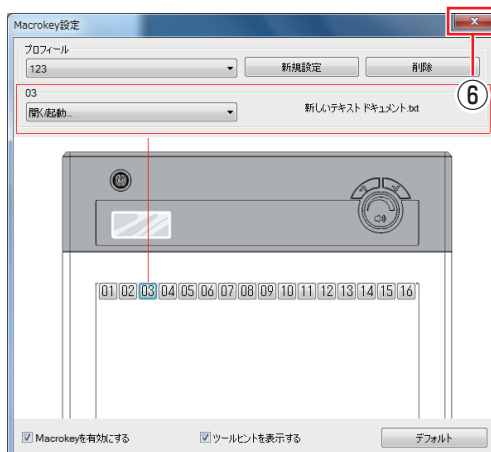 Macrokey設定
プロフィール
123
新規設定
削除
03
開く/起動...
新しいテキスト ドキュメント.txt
⑥
01 02 03 04 05 06 07 08 09 10 11 12 13 14 15 16
Macrokeyを有効にする
ツールヒントを表示する
デフォルト